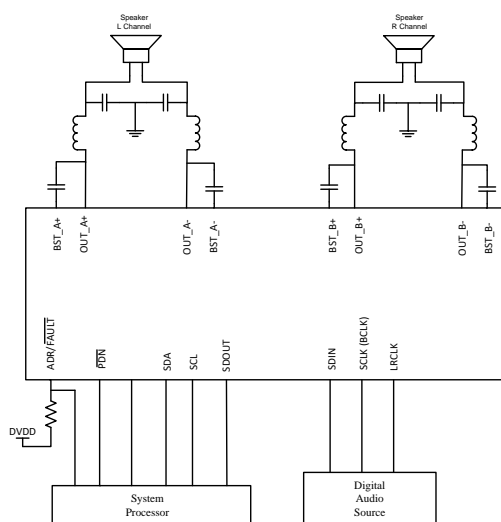 Speaker
L Channel
Speaker
R Channel
BST_A+
OUT_A+
OUT_A-
BST_A-
BST_B+
OUT_B+
OUT_B-
BST_B-
ADR/FAULT
PDN
SDA
SCL
SDOUT
SDIN
SCLK (BCLK)
LRCLK
DVDD
System
Processor
Digital
Audio
Source